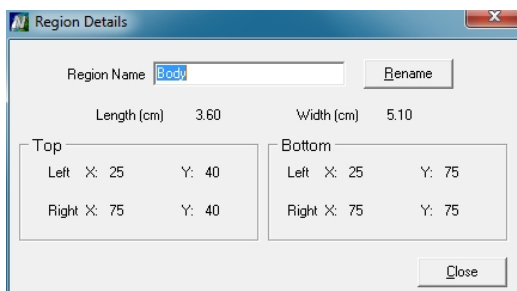 Region Details
Region Name Body Rename
Length (cm) 3.60 Width (cm) 5.10
Top
Left X: 25 Y: 40
Right X: 75 Y: 40
Bottom
Left X: 25 Y: 75
Right X: 75 Y: 75
Close